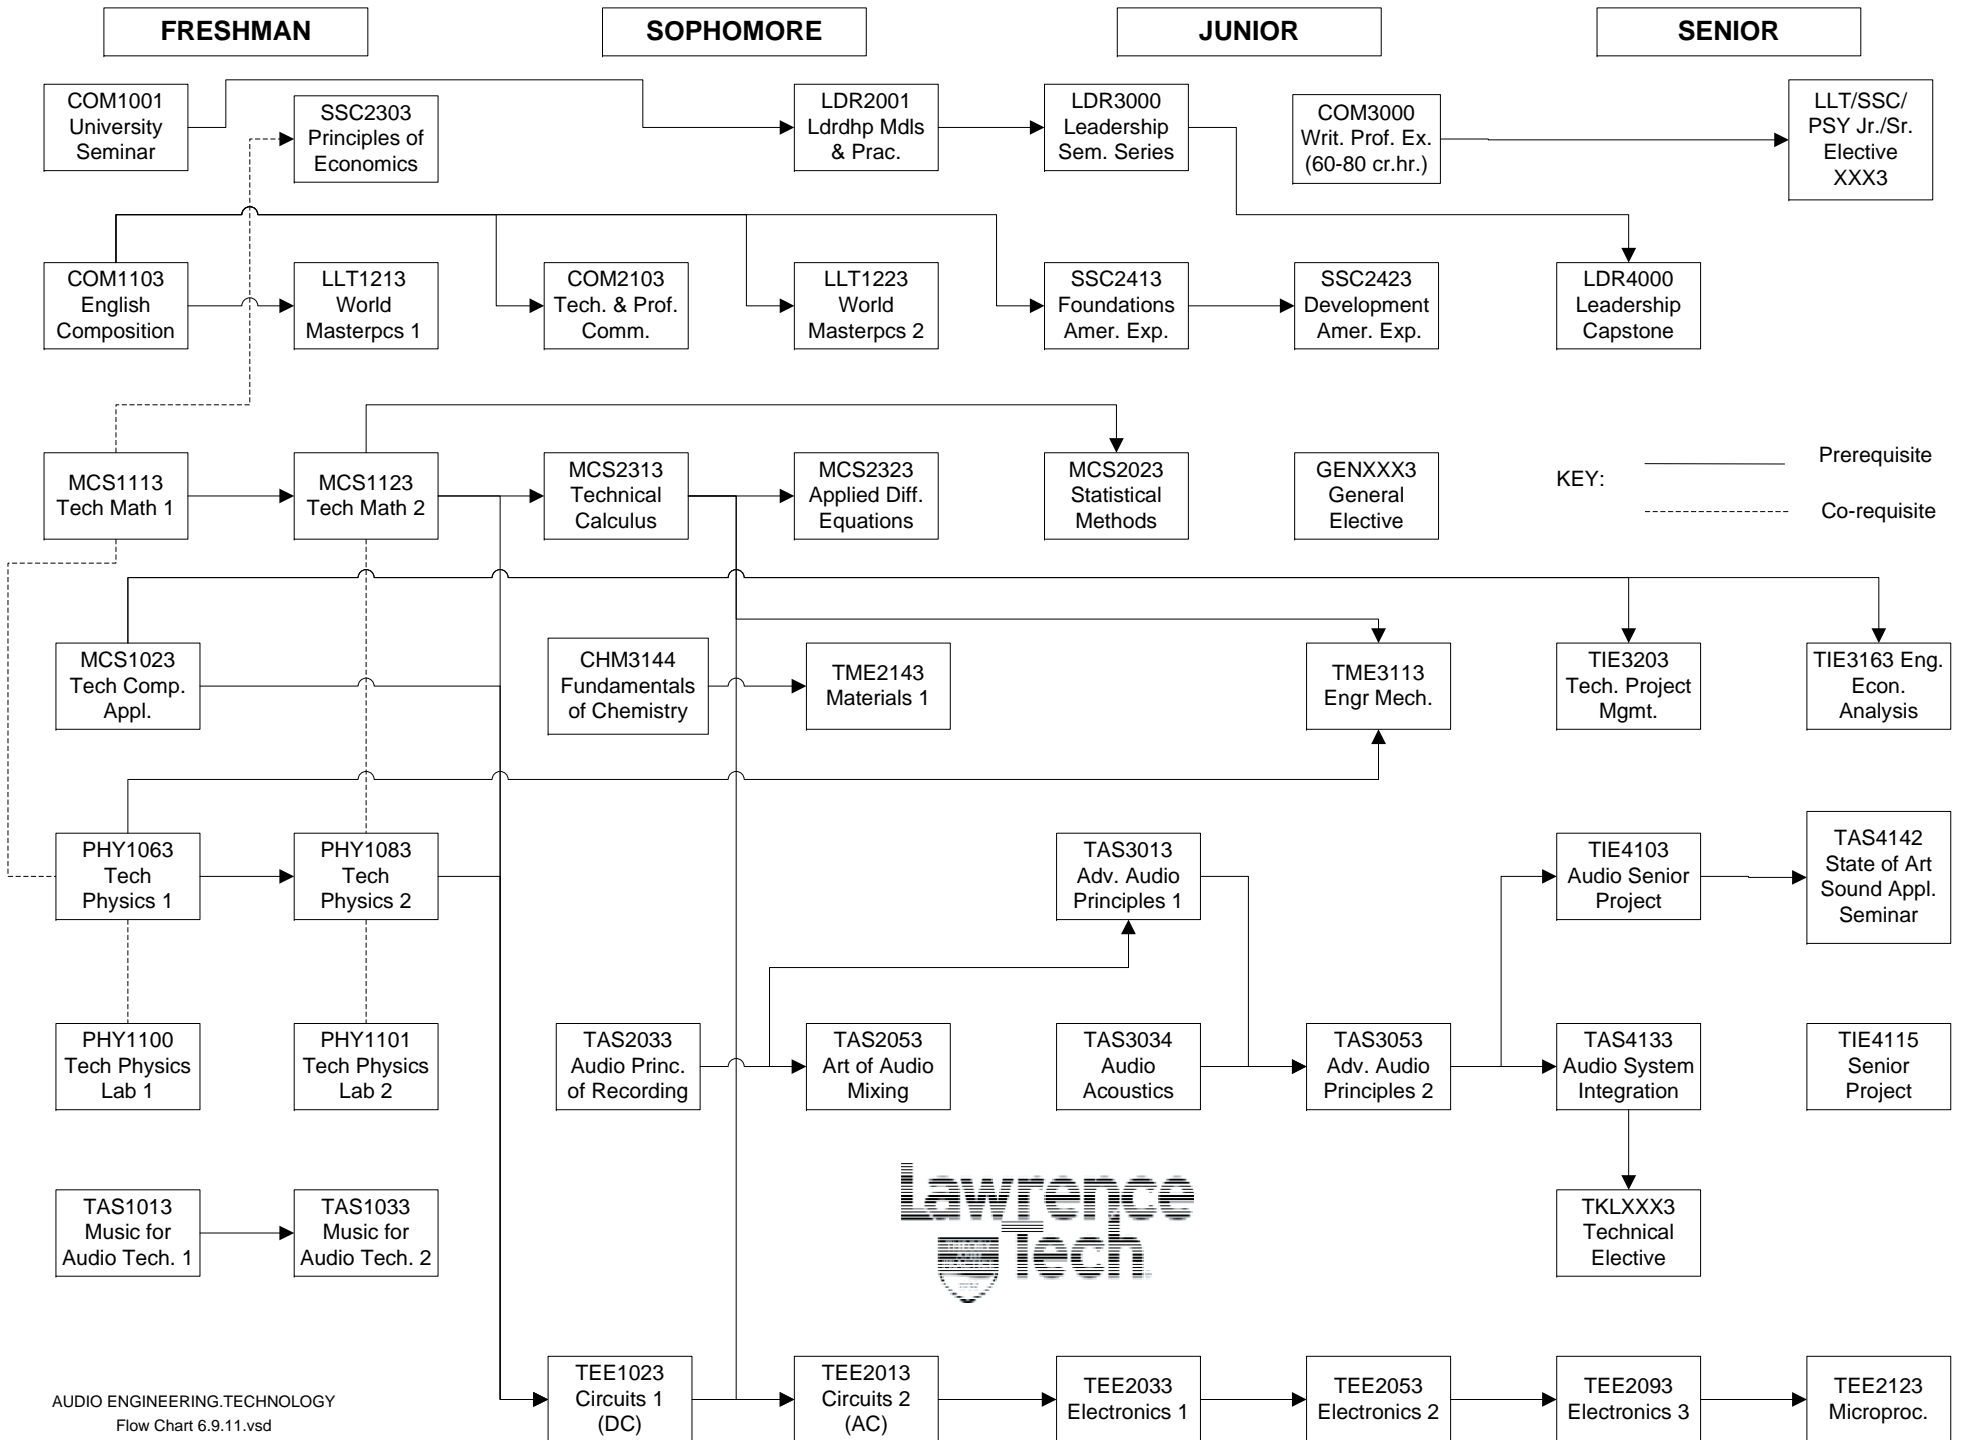 FRESHMAN
SOPHOMORE
JUNIOR
SENIOR
COM1001
University
Seminar
SSC2303
Principles of
Economics
LDR2001
Ldrdhp Mdls
& Prac.
LDR3000
Leadership
Sem. Series
COM3000
Writ. Prof. Ex.
(60-80 cr.hr.)
LLT/SSC/
PSY Jr./Sr.
Elective
XXX3
COM1103
English
Composition
LLT1213
World
Masterpcs 1
COM2103
Tech. & Prof.
Comm.
LLT1223
World
Masterpcs 2
SSC2413
Foundations
Amer. Exp.
SSC2423
Development
Amer. Exp.
LDR4000
Leadership
Capstone
MCS1113
Tech Math 1
MCS1123
Tech Math 2
MCS2313
Technical
Calculus
MCS2323
Applied Diff.
Equations
MCS2023
Statistical
Methods
GENXXX3
General
Elective
KEY:
Prerequisite
Co-requisite
MCS1023
Tech Comp.
Appl.
CHM3144
Fundamentals
of Chemistry
TME2143
Materials 1
TME3113
Engr Mech.
TIE3203
Tech. Project
Mgmt.
TIE3163 Eng.
Econ.
Analysis
PHY1063
Tech
Physics 1
PHY1083
Tech
Physics 2
TAS3013
Adv. Audio
Principles 1
TIE4103
Audio Senior
Project
TAS4142
State of Art
Sound Appl.
Seminar
PHY1100
Tech Physics
Lab 1
PHY1101
Tech Physics
Lab 2
TAS2033
Audio Princ.
of Recording
TAS2053
Art of Audio
Mixing
TAS3034
Audio
Acoustics
TAS3053
Adv. Audio
Principles 2
TAS4133
Audio System
Integration
TIE4115
Senior
Project
TAS1013
Music for
Audio Tech. 1
TAS1033
Music for
Audio Tech. 2
Lawrence
Tech
TKLXXX3
Technical
Elective
TEE1023
Circuits 1
(DC)
TEE2013
Circuits 2
(AC)
TEE2033
Electronics 1
TEE2053
Electronics 2
TEE2093
Electronics 3
TEE2123
Microproc.
AUDIO ENGINEERING.TECHNOLOGY
Flow Chart 6.9.11.vsd